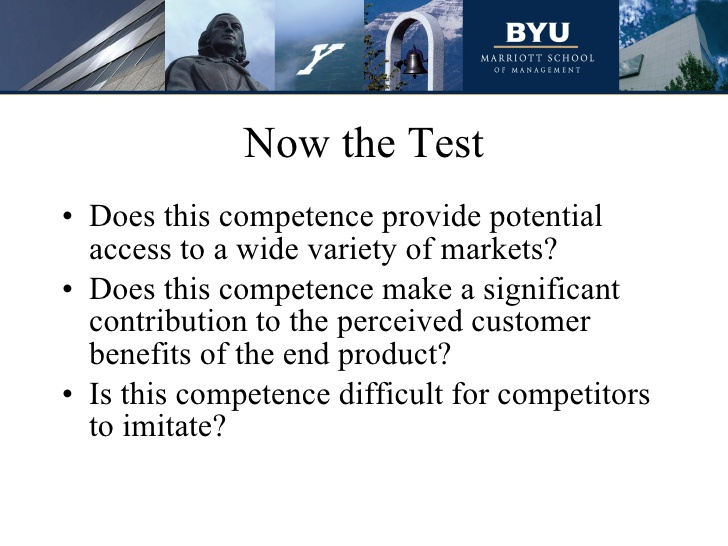 Y
BYU
MARRIOTT SCHOOL
OF MANAGEMENT
Now the Test
• Does this competence provide potential
access to a wide variety of markets?
• Does this competence make a significant
contribution to the perceived customer
benefits of the end product?
• Is this competence difficult for competitors
to imitate?